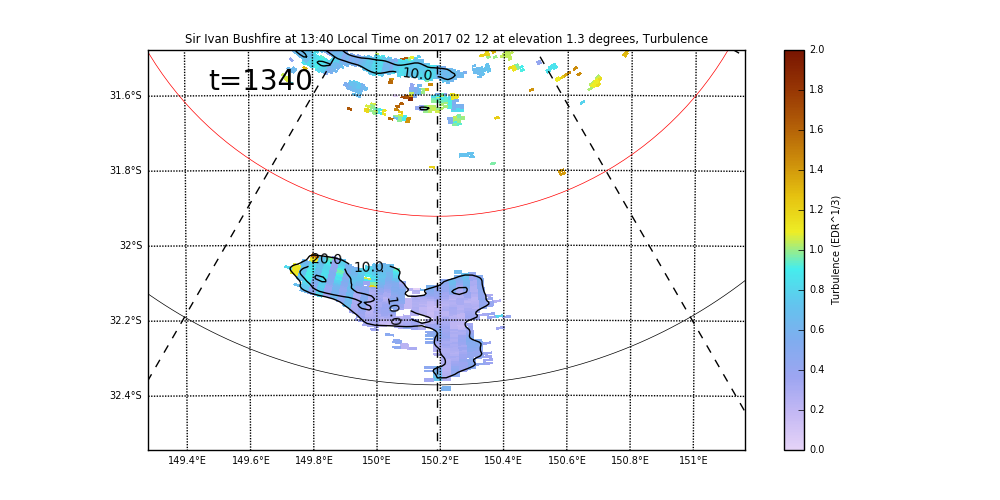 Sir Ivan Bushfire at 13:40 Local Time on 2017 02 12 at elevation 1.3 degrees, Turbulence
t=1340
10.0
31.6°S
31.8°S
32°S
32.2°S
32.4°S
20.0
10.0
10.0
149.4°E 149.6°E 149.8°E 150°E 150.2°E 150.4°E 150.6°E 150.8°E 151°E
2.0
1.8
1.6
1.4
1.2
1.0
0.8
0.6
0.4
0.2
0.0
Turbulence (EDR^1/3)